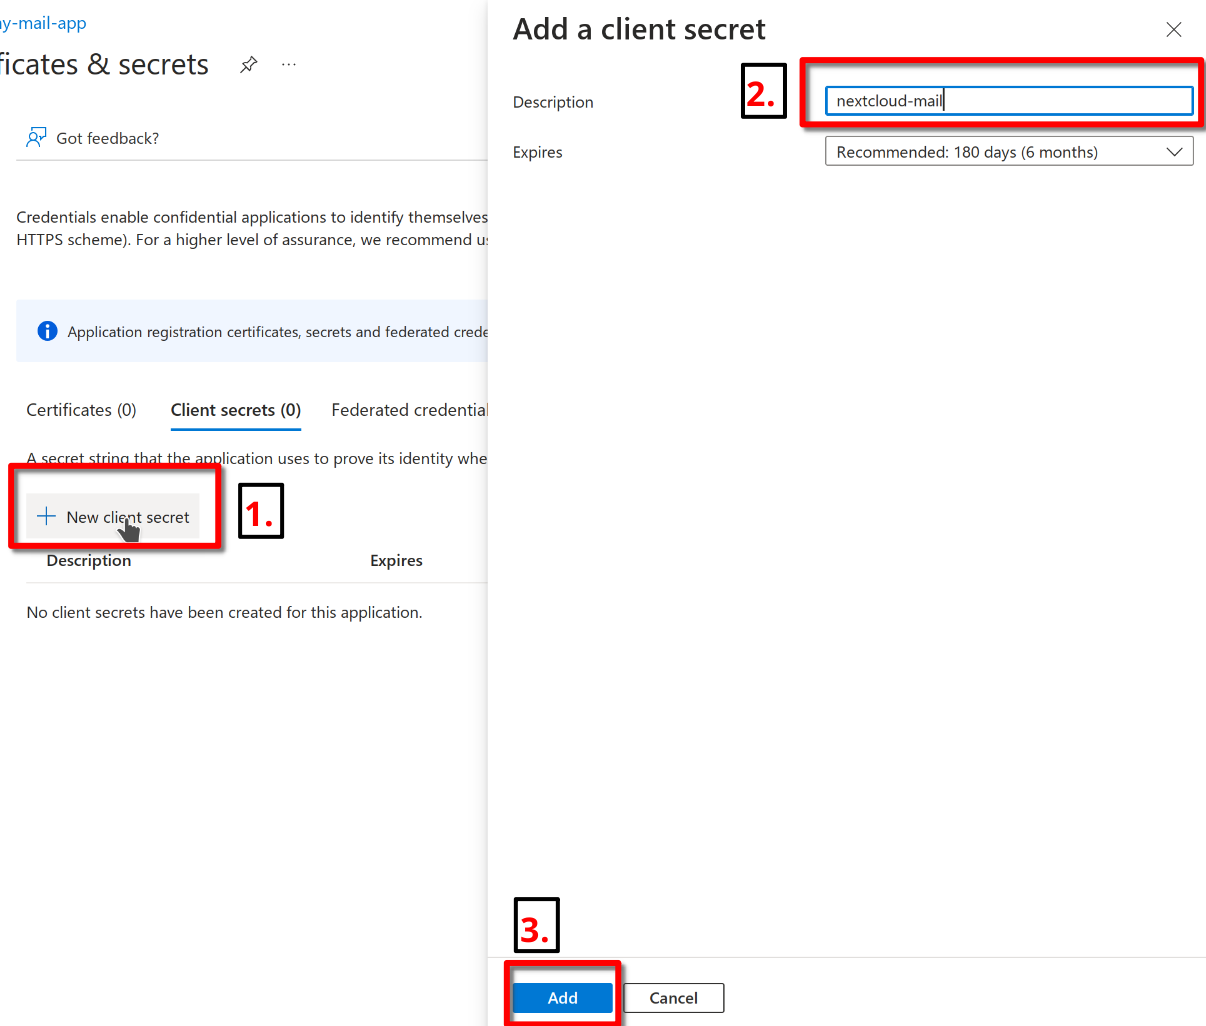 y-mail-app
ficates & secrets
Got feedback?
Credentials enable confidential applications to identify themselves
HTTPS scheme). For a higher level of assurance, we recommend
Application registration certificates, secrets and federated crede
Certificates (0) Client secrets (0) Federated credential
A secret string that the application uses to prove its identity whe
New client secret
1.
Description Expires
No client secrets have been created for this application.
Add a client secret
Description
2.
nextcloud-mail
Expires
Recommended: 180 days (6 months)
3.
Add Cancel